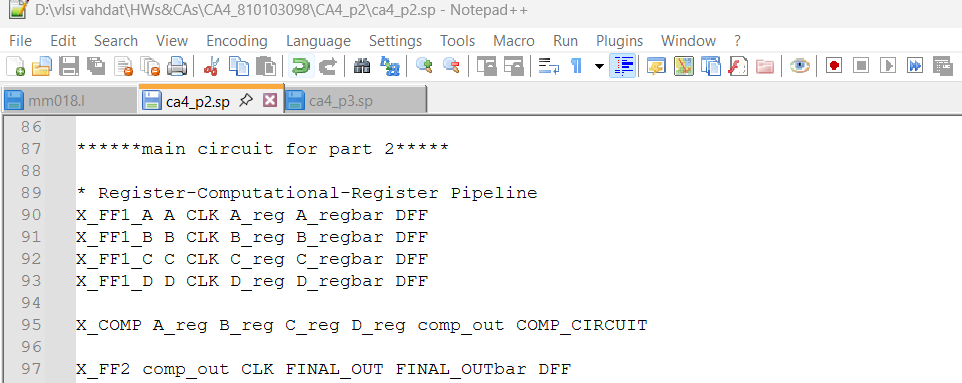 D:\vlsi vahdat\HWs&CAs\CA4_810103098\CA4_p2\ca4_p2.sp - Notepad++
File Edit Search View Encoding Language Settings Tools Macro Run Plugins Window ?
mm018.l ca4_p2.sp ca4_p3.sp
86
87 ******main circuit for part 2*****
88
89 * Register-Computational-Register Pipeline
90 X_FF1_A A CLK A_reg A_regbar DFF
91 X_FF1_B B CLK B_reg B_regbar DFF
92 X_FF1_C C CLK C_reg C_regbar DFF
93 X_FF1_D D CLK D_reg D_regbar DFF
94
95 X_COMP A_reg B_reg C_reg D_reg comp_out COMP_CIRCUIT
96
97 X_FF2 comp_out CLK FINAL_OUT FINAL_OUTbar DFF